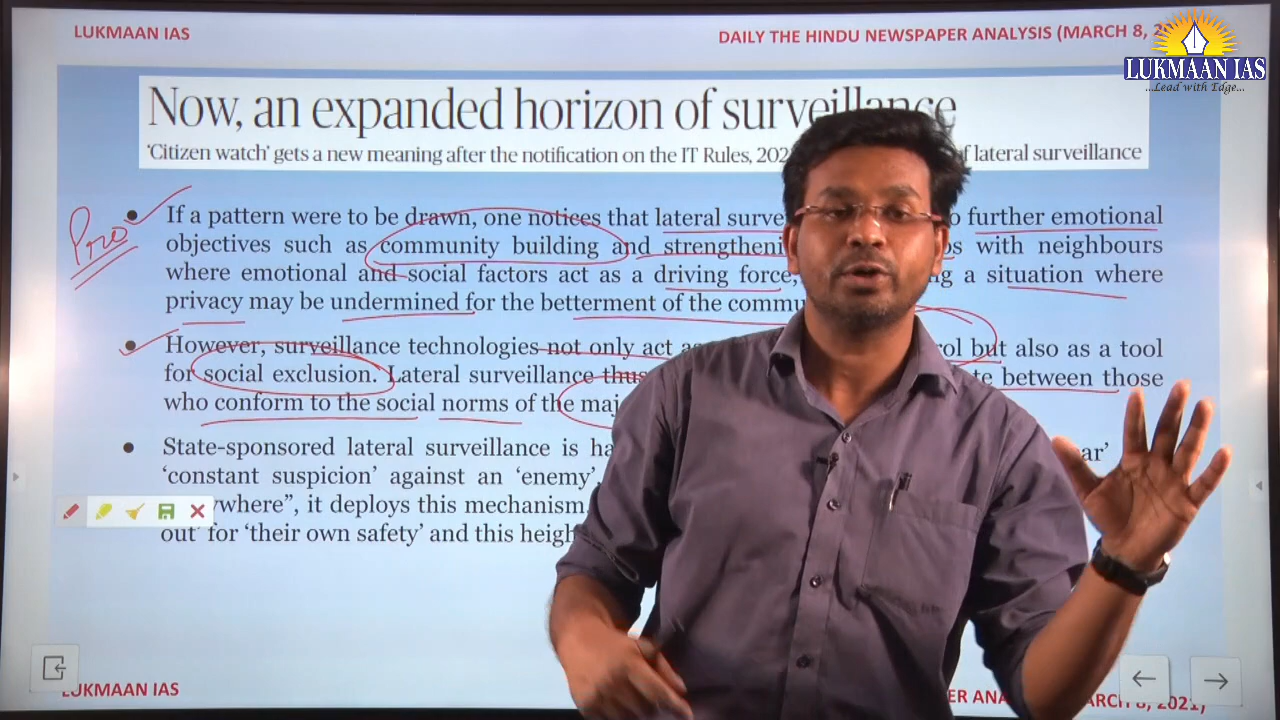 LUKMAAN IAS
DAILY THE HINDU NEWSPAPER ANALYSIS (MARCH 8,
LUKMAAN IAS
...Lead with Edge...
Now, an expanded horizon of surveillance
'Citizen watch' gets a new meaning after the notification on the IT Rules, 202 of lateral surveillance
Pro
• If a pattern were to be drawn, one notices that lateral surve further emotional
objectives such as community building and strengtheni with neighbours
where emotional and social factors act as a driving force, a situation where
privacy may be undermined for the betterment of the commu
• However, surveillance technologies not only act as but also as a tool
for social exclusion. Lateral surveillance thus between those
who conform to the social norms of the maj
• State-sponsored lateral surveillance is ha
'constant suspicion' against an 'enemy'.
ywhere", it deploys this mechanism.
out' for 'their own safety' and this heigh
LUKMAAN IAS
ER ANA ARCH 8, 2021)